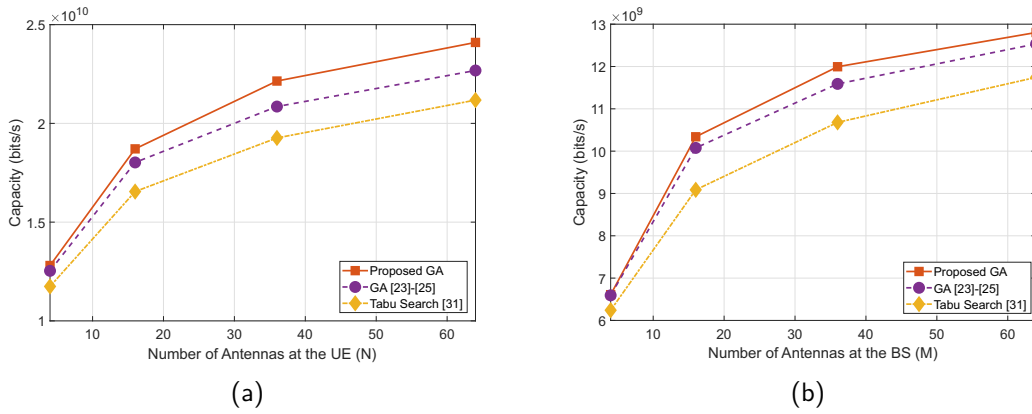 ×10^10
2.5
2
1.5
1
Capacity (bits/s)
10 20 30 40 50 60
Number of Antennas at the UE (N)
Proposed GA
GA [23]-[25]
Tabu Search [31]
(a)
×10^9
13
12
11
10
9
8
7
6
Capacity (bits/s)
10 20 30 40 50 60
Number of Antennas at the BS (M)
Proposed GA
GA [23]-[25]
Tabu Search [31]
(b)